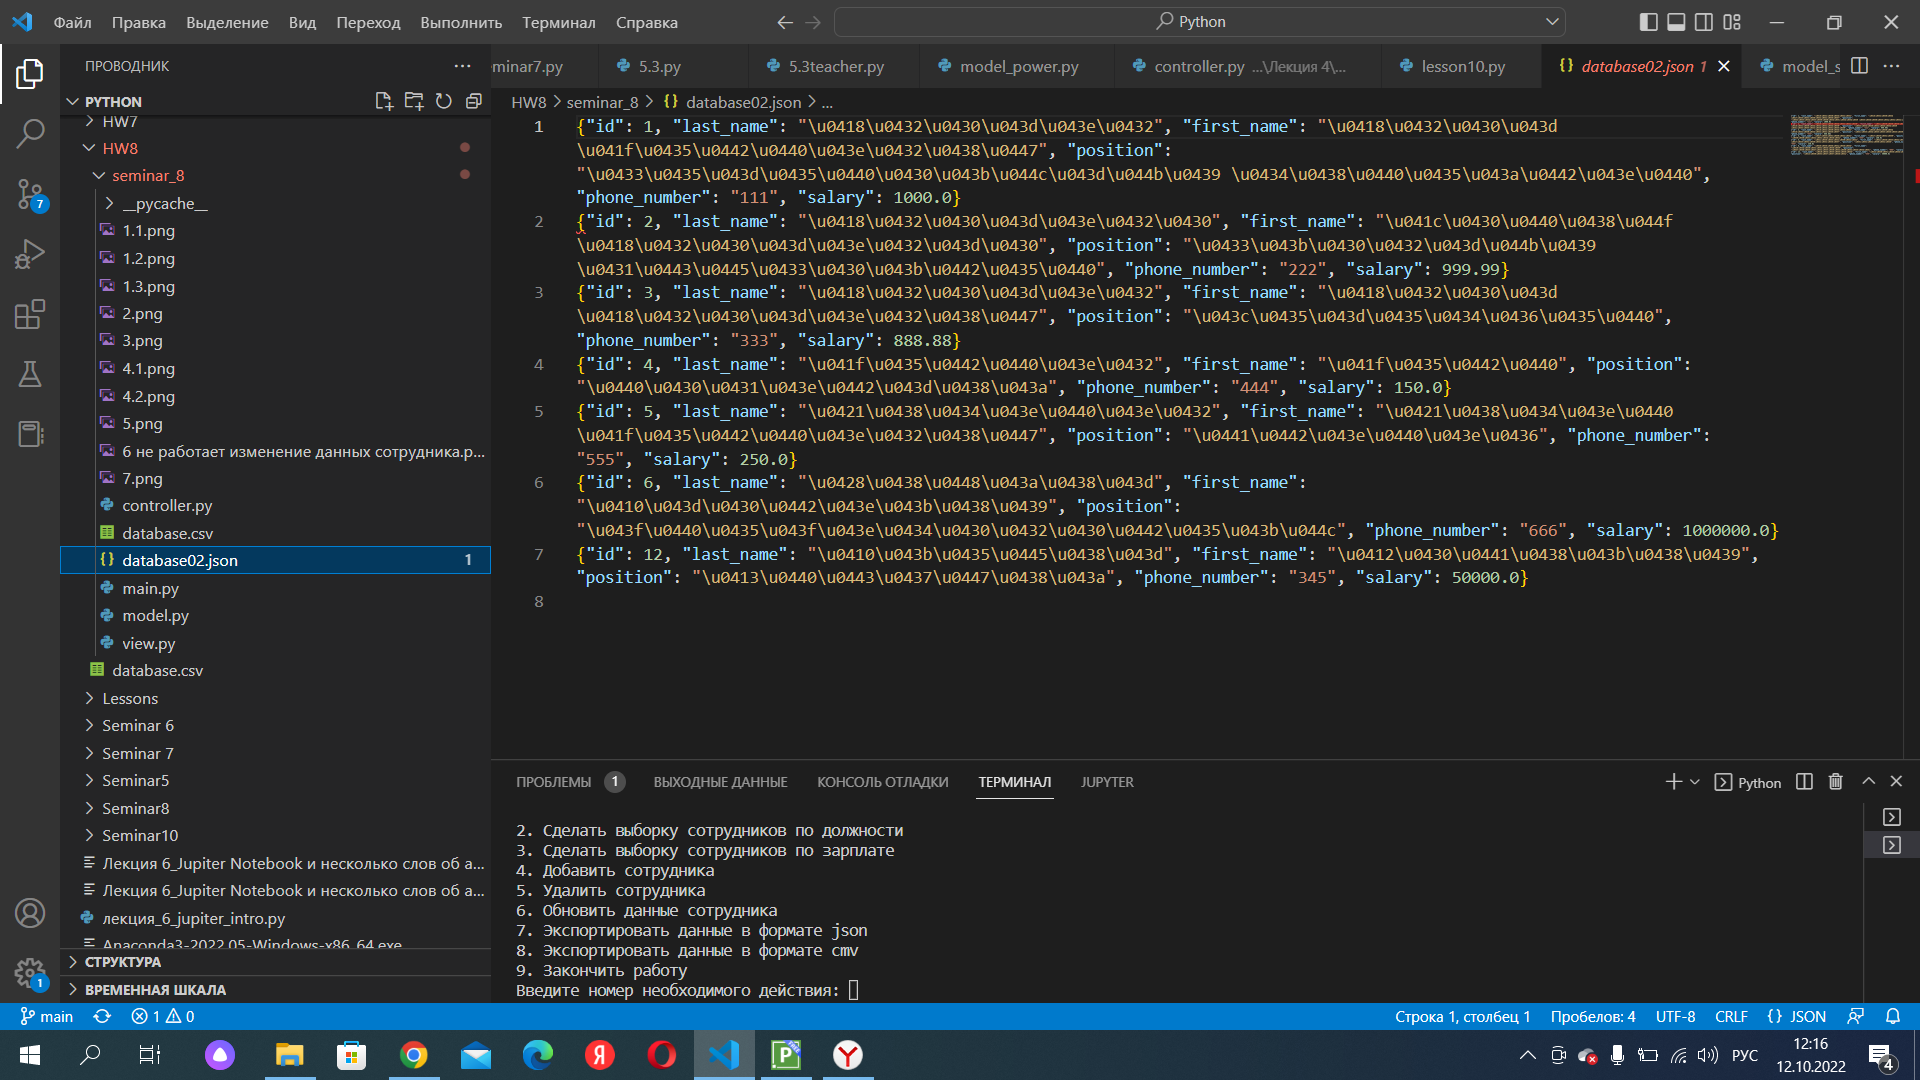 Файл Правка Выделение Вид Переход Выполнить Терминал Справка
Python
ПРОВОДНИК
minar7.py 5.3.py 5.3teacher.py model_power.py controller.py ...\Лекция 4\... lesson10.py database02.json 1 model_s
PYTHON
HW8 > seminar_8 > {} database02.json > ...
HW7
HW8
seminar_8
__pycache__
1.1.png
1.2.png
1.3.png
2.png
3.png
4.1.png
4.2.png
5.png
6 не работает изменение данных сотрудника.p...
7.png
controller.py
database.csv
{} database02.json 1
main.py
model.py
view.py
database.csv
Lessons
Seminar 6
Seminar 7
Seminar5
Seminar8
Seminar10
Лекция 6_Jupiter Notebook и несколько слов об а...
Лекция 6_Jupiter Notebook и несколько слов об а...
лекция_6_jupiter_intro.py
Anaconda3-2022.05-Windows-x86_64.exe
СТРУКТУРА
ВРЕМЕННАЯ ШКАЛА
1 {"id": 1, "last_name": "\u0418\u0432\u0430\u043d\u043e\u0432", "first_name": "\u0418\u0432\u0430\u043d
\u041f\u0435\u0442\u0440\u043e\u0432\u0438\u0447", "position":
"\u0433\u0435\u043d\u0435\u0440\u0430\u043b\u044c\u043d\u044b\u0439 \u0434\u0438\u0440\u0435\u043a\u0442\u043e\u0440",
"phone_number": "111", "salary": 1000.0}
2 {"id": 2, "last_name": "\u0418\u0432\u0430\u043d\u043e\u0432\u0430", "first_name": "\u041c\u0430\u0440\u0438\u044f
\u0418\u0432\u0430\u043d\u043e\u0432\u043d\u0430", "position": "\u0433\u043b\u0430\u0432\u043d\u044b\u0439
\u0431\u0443\u0445\u0433\u0430\u043b\u0442\u0435\u0440", "phone_number": "222", "salary": 999.99}
3 {"id": 3, "last_name": "\u0418\u0432\u0430\u043d\u043e\u0432", "first_name": "\u0418\u0432\u0430\u043d
\u0418\u0432\u0430\u043d\u043e\u0432\u0438\u0447", "position": "\u043c\u0435\u043d\u0435\u0434\u0436\u0435\u0440",
"phone_number": "333", "salary": 888.88}
4 {"id": 4, "last_name": "\u041f\u0435\u0442\u0440\u043e\u0432", "first_name": "\u041f\u0435\u0442\u0440", "position":
"\u0440\u0430\u0431\u043e\u0442\u043d\u0438\u043a", "phone_number": "444", "salary": 150.0}
5 {"id": 5, "last_name": "\u0421\u0438\u0434\u043e\u0440\u043e\u0432", "first_name": "\u0421\u0438\u0434\u043e\u0440
\u041f\u0435\u0442\u0440\u043e\u0432\u0438\u0447", "position": "\u0441\u0442\u043e\u0440\u043e\u0436", "phone_number":
"555", "salary": 250.0}
6 {"id": 6, "last_name": "\u0428\u0438\u0448\u043a\u0438\u043d", "first_name":
"\u0410\u043d\u0430\u0442\u043e\u043b\u0438\u0439", "position":
"\u043f\u0440\u0435\u043f\u043e\u0434\u0430\u0432\u0430\u0442\u0435\u043b\u044c", "phone_number": "666", "salary": 1000000.0}
7 {"id": 12, "last_name": "\u0410\u043b\u0435\u0445\u0438\u043d", "first_name": "\u0412\u0430\u0441\u0438\u043b\u0438\u0439",
"position": "\u0413\u0440\u0443\u0437\u0447\u0438\u043a", "phone_number": "345", "salary": 50000.0}
8
ПРОБЛЕМЫ 1 ВЫХОДНЫЕ ДАННЫЕ КОНСОЛЬ ОТЛАДКИ ТЕРМИНАЛ JUPYTER
Python
2. Сделать выборку сотрудников по должности
3. Сделать выборку сотрудников по зарплате
4. Добавить сотрудника
5. Удалить сотрудника
6. Обновить данные сотрудника
7. Экспортировать данные в формате json
8. Экспортировать данные в формате cmv
9. Закончить работу
Введите номер необходимого действия:
7
1
main 1 0 Строка 1, столбец 1 Пробелов: 4 UTF-8 CRLF {} JSON
РУС
12:16
12.10.2022
4